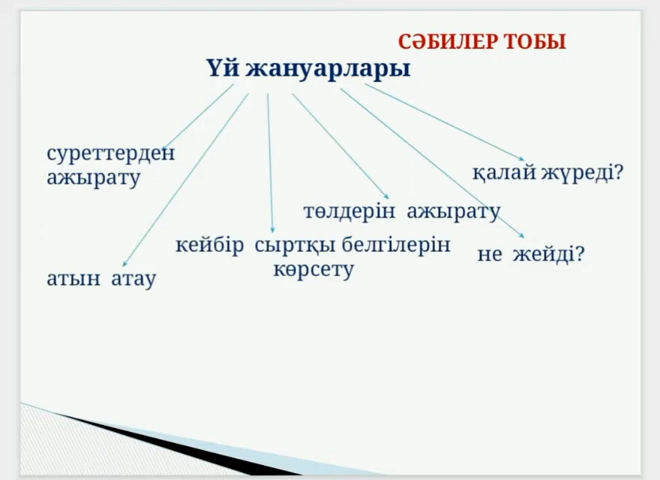 СӘБИЛЕР ТОБЫ
Үй жануарлары
суреттерден
ажырату
қалай жүреді?
төлдерін ажырату
кейбір сыртқы белгілерін
көрсету
не жейді?
атын атау